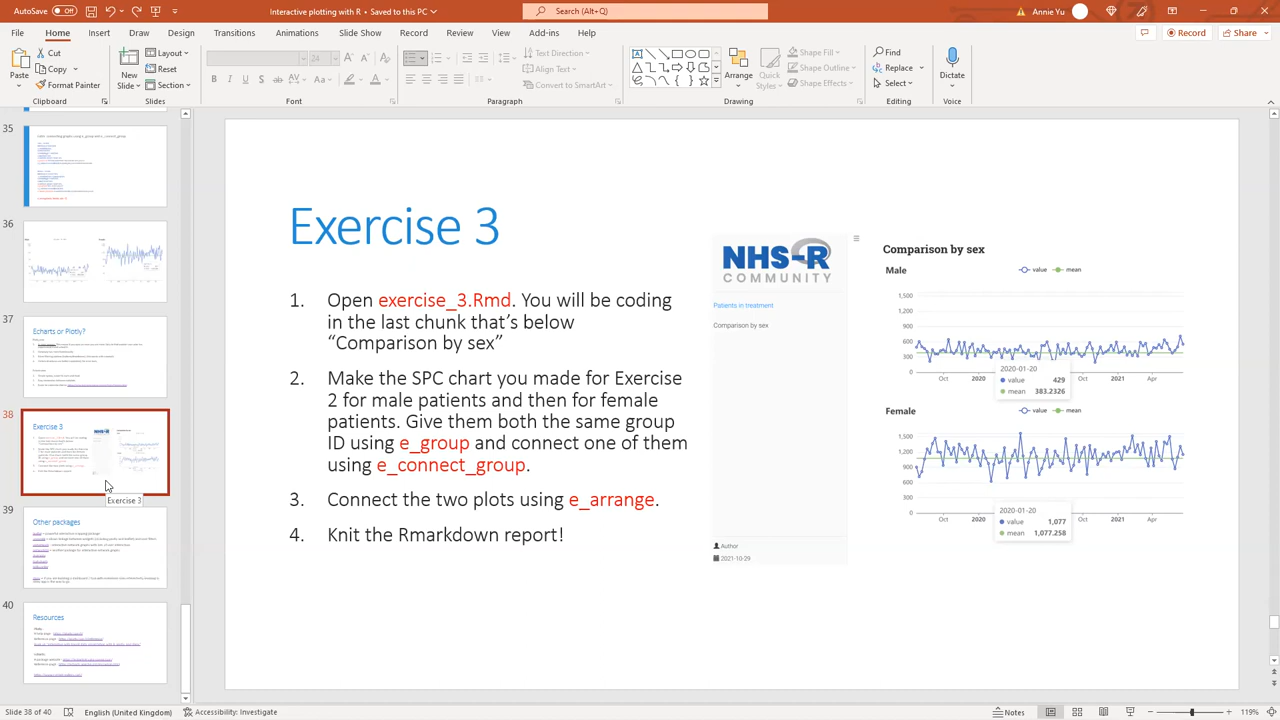 AutoSave Off
Interactive plotting with R • Saved
Search (Alt+Q)
Annie Yu
File Home Insert Draw Design Transitions Animations Slide Show Record Review View Add-ins Help
Record Share
Paste
Cut
Copy
Format Painter
Clipboard
New
Slide
Layout
Reset
Section
Slides
24
Font
Text Direction
Align Text
Convert to SmartArt
Paragraph
Arrange
Quick
Styles
Shape Fill
Shape Outline
Shape Effects
Drawing
Find
Replace
Select
Editing
Dictate
Voice
35
36
37
Echarts or Plotly?
38
Exercise 3
Exercise 3
39
Other packages
40
Resources
Exercise 3
1. Open exercise_3.Rmd. You will be coding
in the last chunk that's below
“Comparison by sex”
2. Make the SPC chart you made for Exercise
2 for male patients and then for female
patients. Give them both the same group
ID using e_group and connect one of them
using e_connect_group.
3. Connect the two plots using e_arrange.
4. Knit the Rmarkdown report!
NHS-R
COMMUNITY
Patients in treatment
Comparison by sex
Author
2021-10-29
Comparison by sex
Male
value mean
1,500
1,200
900
600
300
0
Oct 2020 Oct 2021 Apr
2020-01-20
value 429
mean 383.2326
Female
value mean
1,500
1,200
900
600
300
0
Oct 2020 Oct 2021 Apr
2020-01-20
value 1,077
mean 1,077.258
Slide 38 of 40 English (United Kingdom) Accessibility: Investigate
Notes
119%